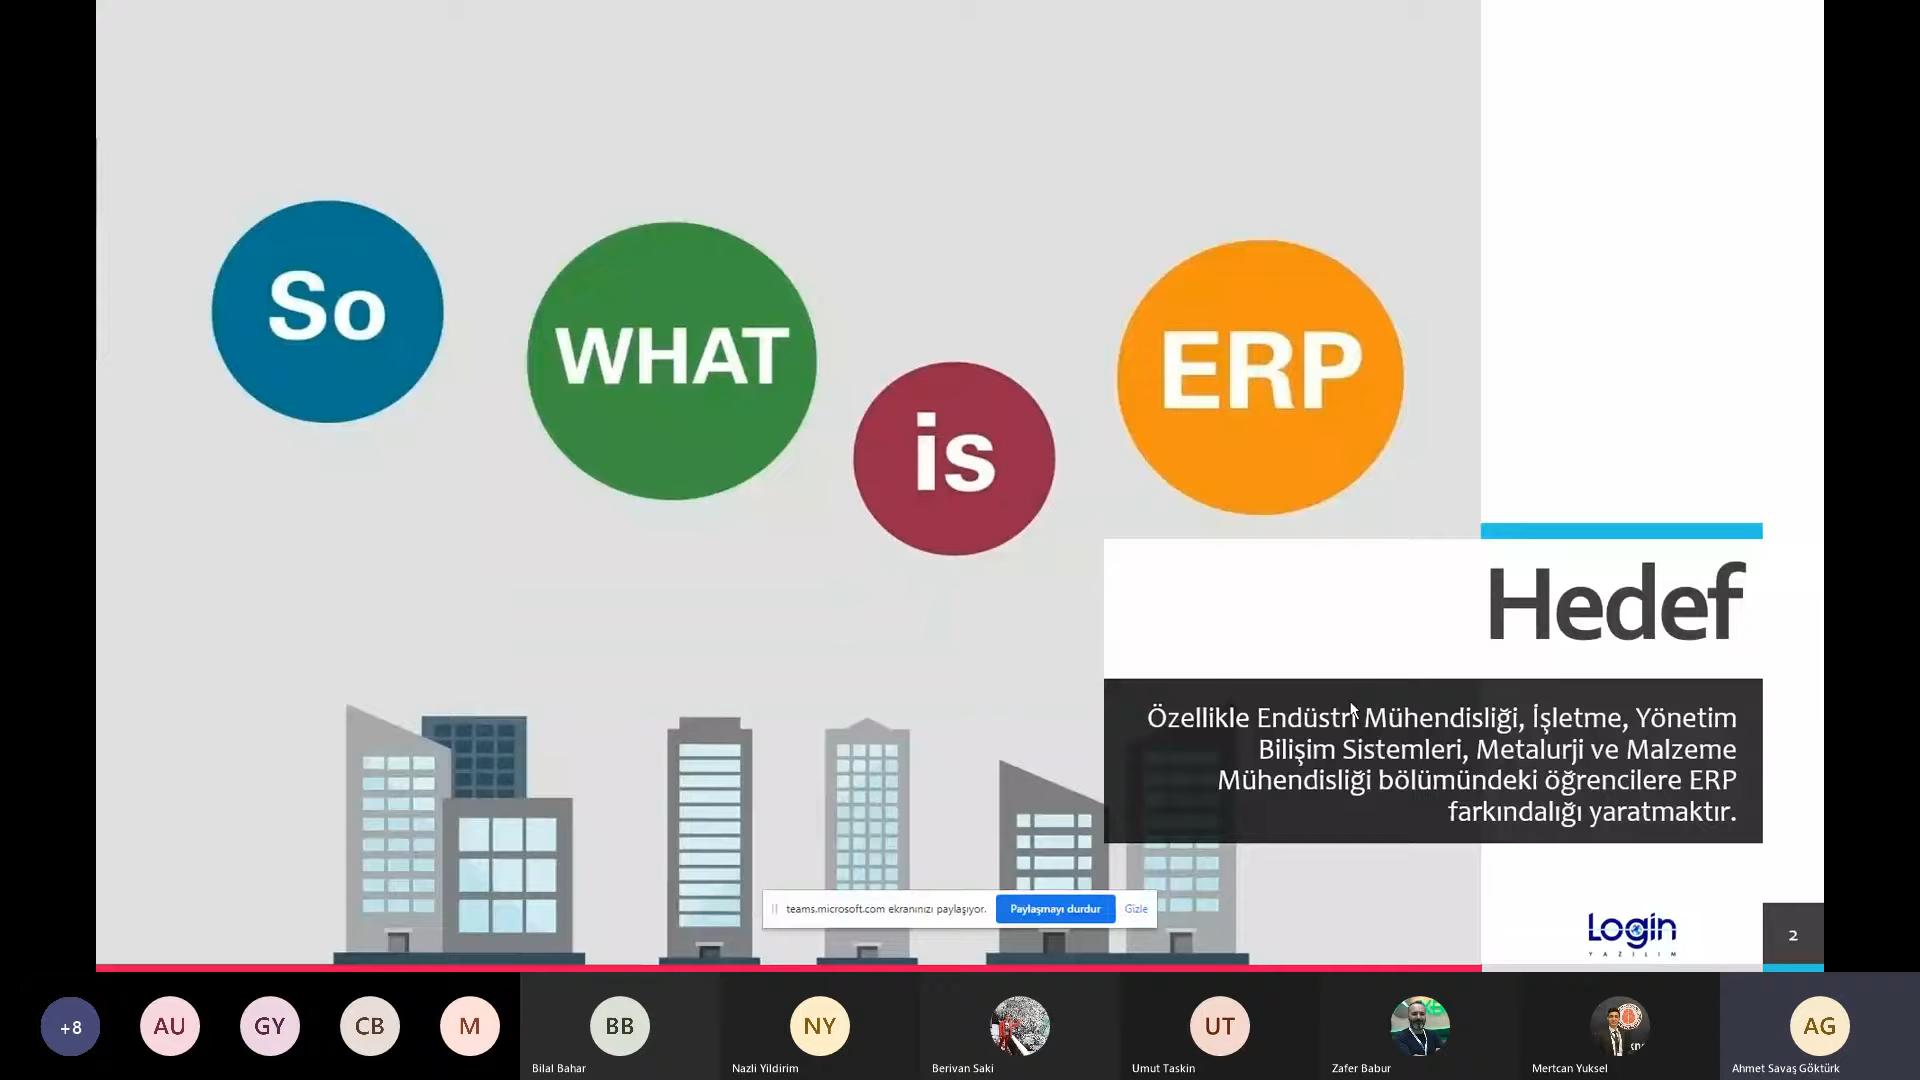 So
WHAT
is
ERP
Hedef
Özellikle Endüstri Mühendisliği, İşletme, Yönetim
Bilişim Sistemleri, Metalurji ve Malzeme
Mühendisliği bölümündeki öğrencilere ERP
farkındalığı yaratmaktır.
teams.microsoft.com ekranınızı paylaşıyor.
Paylaşmayı durdur
Gizle
Login
YAZILIM
2
+8
AU
GY
CB
M
BB
NY
UT
AG
Bilal Bahar
Nazli Yildirim
Berivan Saki
Umut Taskin
Zafer Babur
Mertcan Yuksel
Ahmet Savaş Göktürk